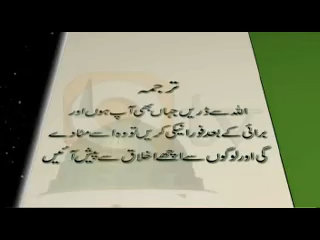 ترجمہ
اللہ سے ڈریں جہاں بھی آپ ہوں اور
برائی کے بعد فوراً نیکی کریں تو وہ اسے مٹا دے
گی اور لوگوں سے اچھے اخلاق سے پیش آئیں